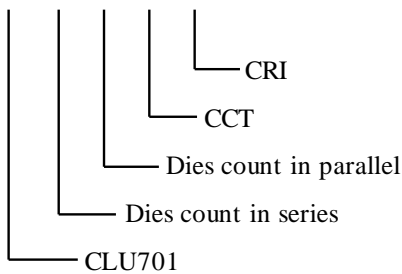 CRI
CCT
Dies count in parallel
Dies count in series
CLU701